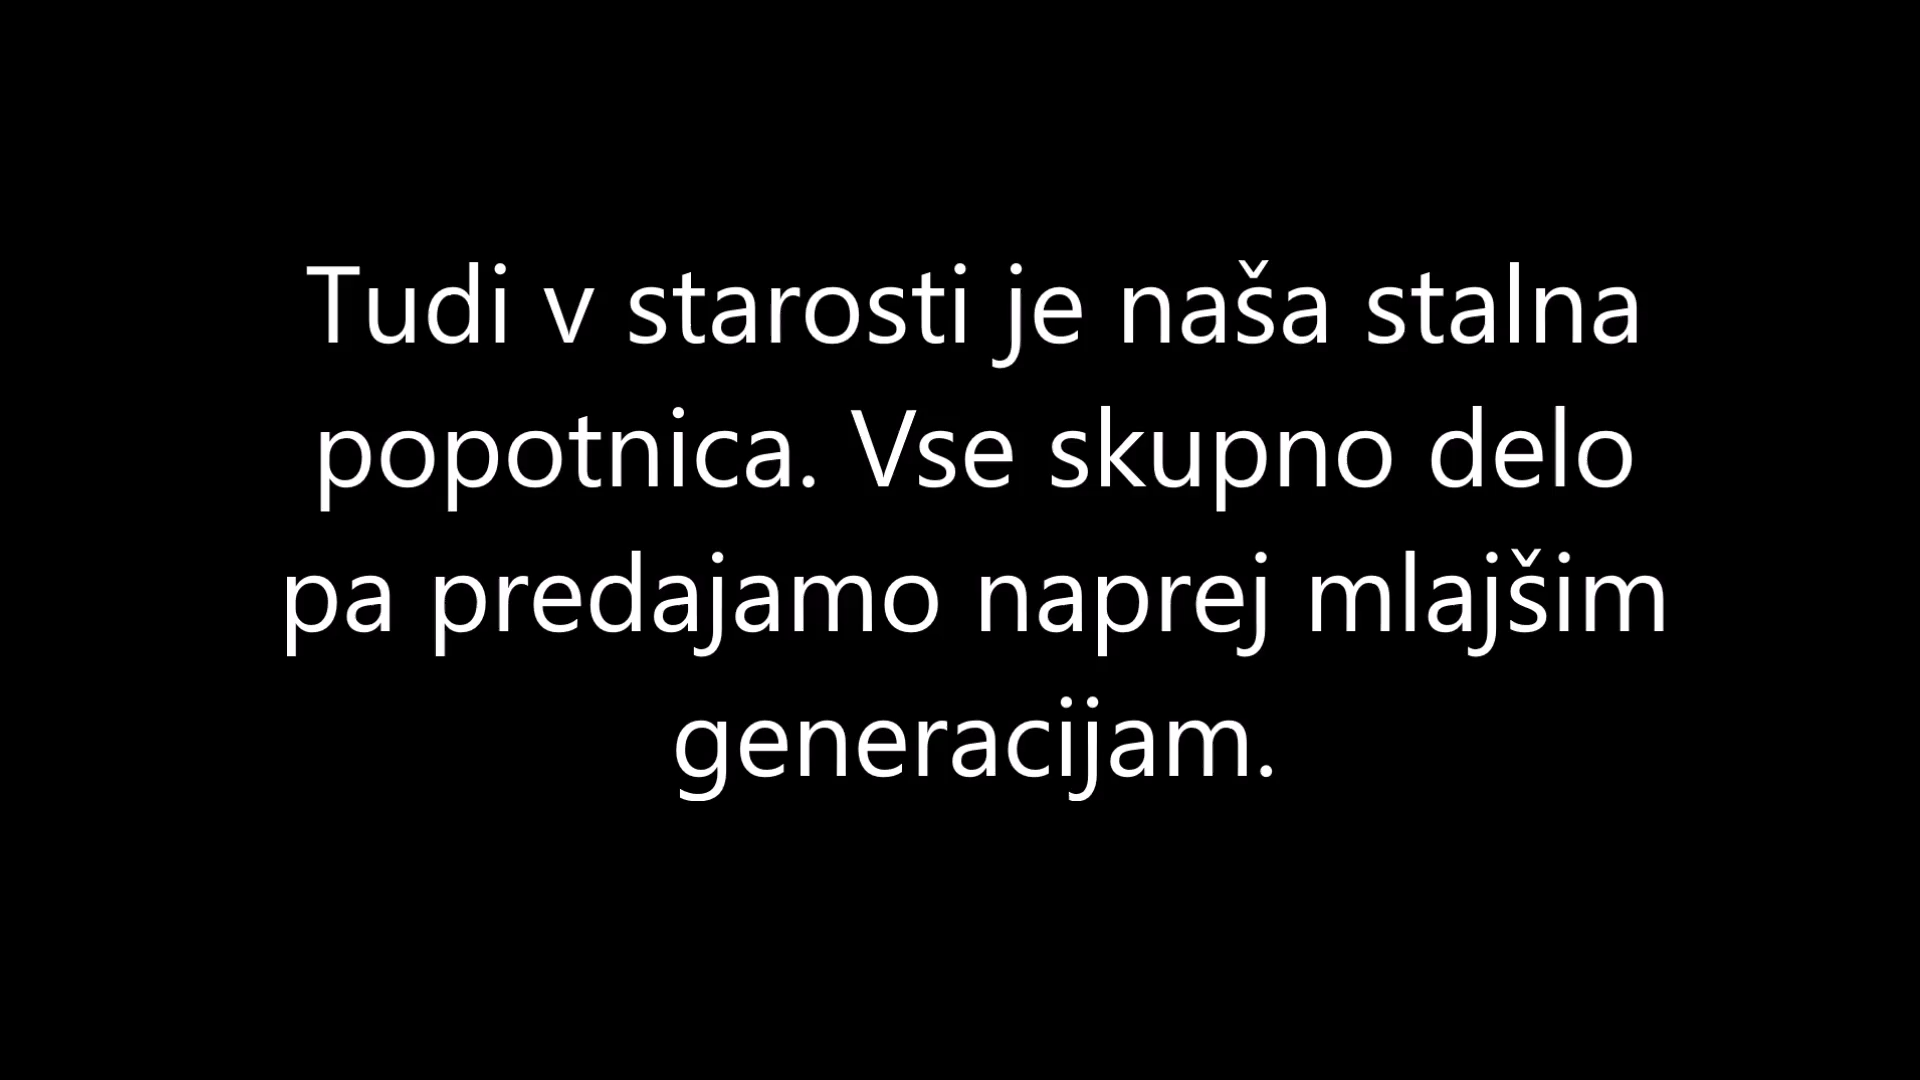 Tudi v starosti je naša stalna
popotnica. Vse skupno delo
pa predajamo naprej mlajšim
generacijam.